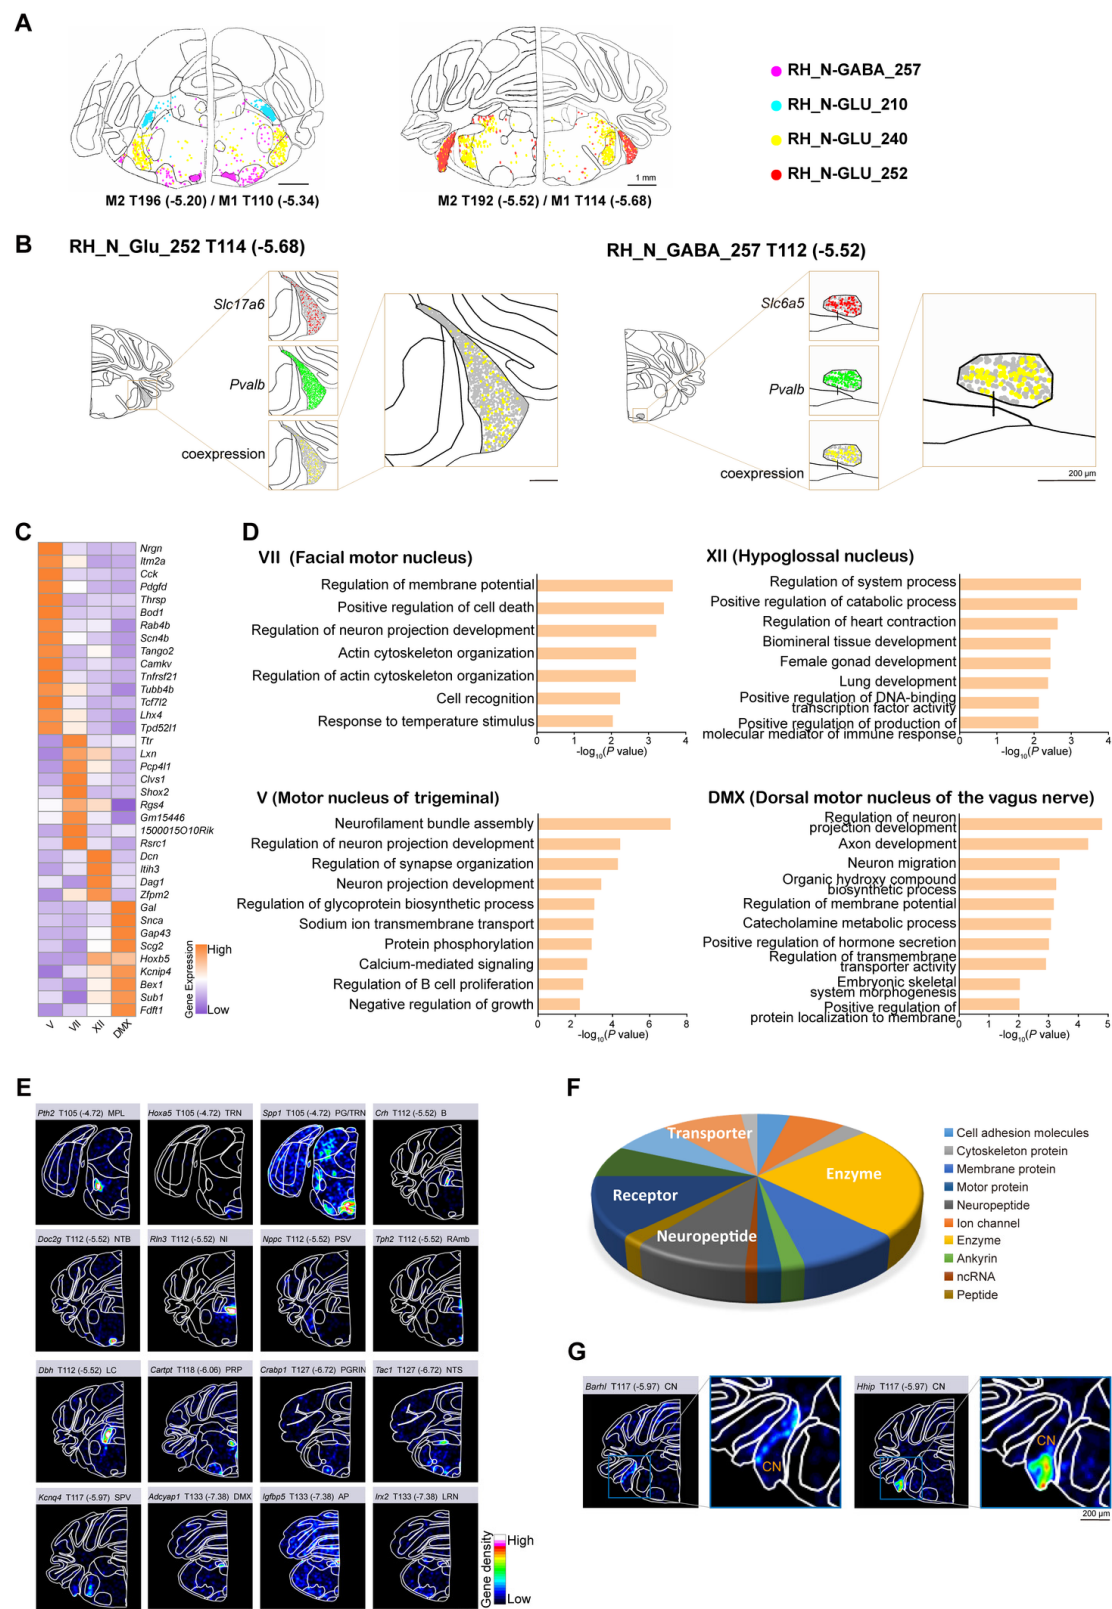 A
M2 T196 (-5.20) / M1 T110 (-5.34)
M2 T192 (-5.52) / M1 T114 (-5.68)
1 mm
RH_N-GABA_257
RH_N-GLU_210
RH_N-GLU_240
RH_N-GLU_252
B
RH_N_Glu_252 T114 (-5.68)
Slc17a6
Pvalb
coexpression
RH_N_GABA_257 T112 (-5.52)
Slc6a5
Pvalb
coexpression
200 μm
C
Nrgn
Itm2a
Cck
Pdgfd
Thrsp
Bod1
Rab4b
Scn4b
Tango2
Camkv
Tnfrsf21
Tubb4b
Tcf7l2
Lhx4
Tpd52l1
Ttr
Lxn
Pcp4l1
Clvs1
Shox2
Rgs4
Gm15446
1500015O10Rik
Rsrc1
Dcn
Itih3
Dag1
Zfpm2
Gal
Snca
Gap43
Scg2
Hoxb5
Kcnip4
Bex1
Sub1
Fdft1
V
VII
XII
DMX
Gene Expression
High
Low
D
VII (Facial motor nucleus)
Regulation of membrane potential
Positive regulation of cell death
Regulation of neuron projection development
Actin cytoskeleton organization
Regulation of actin cytoskeleton organization
Cell recognition
Response to temperature stimulus
0 1 2 3 4
-log10(P value)
XII (Hypoglossal nucleus)
Regulation of system process
Positive regulation of catabolic process
Regulation of heart contraction
Biomineral tissue development
Female gonad development
Lung development
Positive regulation of DNA-binding
transcription factor activity
Positive regulation of production of
molecular mediator of immune response
0 1 2 3 4
-log10(P value)
V (Motor nucleus of trigeminal)
Neurofilament bundle assembly
Regulation of neuron projection development
Regulation of synapse organization
Neuron projection development
Regulation of glycoprotein biosynthetic process
Sodium ion transmembrane transport
Protein phosphorylation
Calcium-mediated signaling
Regulation of B cell proliferation
Negative regulation of growth
0 2 4 6 8
-log10(P value)
DMX (Dorsal motor nucleus of the vagus nerve)
Regulation of neuron
projection development
Axon development
Neuron migration
Organic hydroxy compound
biosynthetic process
Regulation of membrane potential
Catecholamine metabolic process
Positive regulation of hormone secretion
Regulation of transmembrane
transporter activity
Embryonic skeletal
system morphogenesis
Positive regulation of
protein localization to membrane
0 1 2 3 4 5
-log10(P value)
E
Pth2 T105 (-4.72) MPL
Hoxa5 T105 (-4.72) TRN
Spp1 T105 (-4.72) PG/TRN
Crh T112 (-5.52) B
Doc2g T112 (-5.52) NTB
Rln3 T112 (-5.52) NI
Nppc T112 (-5.52) PSV
Tph2 T112 (-5.52) RAmb
Dbh T112 (-5.52) LC
Cartpt T118 (-6.06) PRP
Crabp1 T127 (-6.72) PGRIN
Tac1 T127 (-6.72) NTS
Kcnq4 T117 (-5.97) SPV
Adcyap1 T133 (-7.38) DMX
Igfbp5 T133 (-7.38) AP
Irx2 T133 (-7.38) LRN
Gene density
High
Low
F
Transporter
Enzyme
Receptor
Neuropeptide
Cell adhesion molecules
Cytoskeleton protein
Membrane protein
Motor protein
Neuropeptide
Ion channel
Enzyme
Ankyrin
ncRNA
Peptide
G
Barhl T117 (-5.97) CN
CN
Hhip T117 (-5.97) CN
CN
200 μm